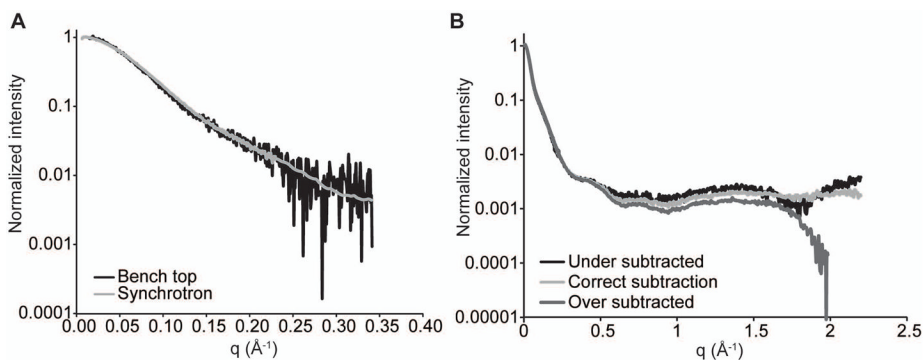 A
Normalized intensity
1
0.1
0.01
0.001
0.0001
Bench top
Synchrotron
0.00 0.05 0.10 0.15 0.20 0.25 0.30 0.35 0.40
q (Å-1)
B
Normalized intensity
1
0.1
0.01
0.001
0.0001
0.00001
Under subtracted
Correct subtraction
Over subtracted
0 0.5 1 1.5 2 2.5
q (Å-1)